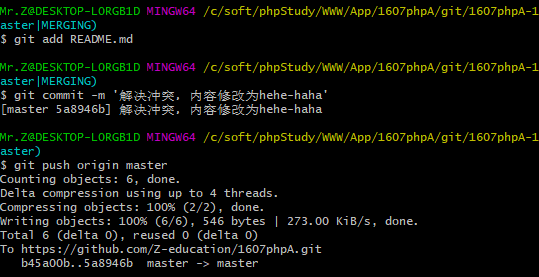 Mr.Z@DESKTOP-LORGB1D MINGW64 /c/soft/phpStudy/WWW/App/1607phpA/git/1607phpA-1
aster|MERGING)
$ git add README.md
Mr.Z@DESKTOP-LORGB1D MINGW64 /c/soft/phpStudy/WWW/App/1607phpA/git/1607phpA-1
aster|MERGING)
$ git commit -m '解决冲突, 内容修改为hehe-haha'
[master 5a8946b] 解决冲突, 内容修改为hehe-haha
Mr.Z@DESKTOP-LORGB1D MINGW64 /c/soft/phpStudy/WWW/App/1607phpA/git/1607phpA-1
aster)
$ git push origin master
Counting objects: 6, done.
Delta compression using up to 4 threads.
Compressing objects: 100% (2/2), done.
Writing objects: 100% (6/6), 546 bytes | 273.00 KiB/s, done.
Total 6 (delta 0), reused 0 (delta 0)
To https://github.com/Z-education/1607phpA.git
   b45a00b..5a8946b  master -> master